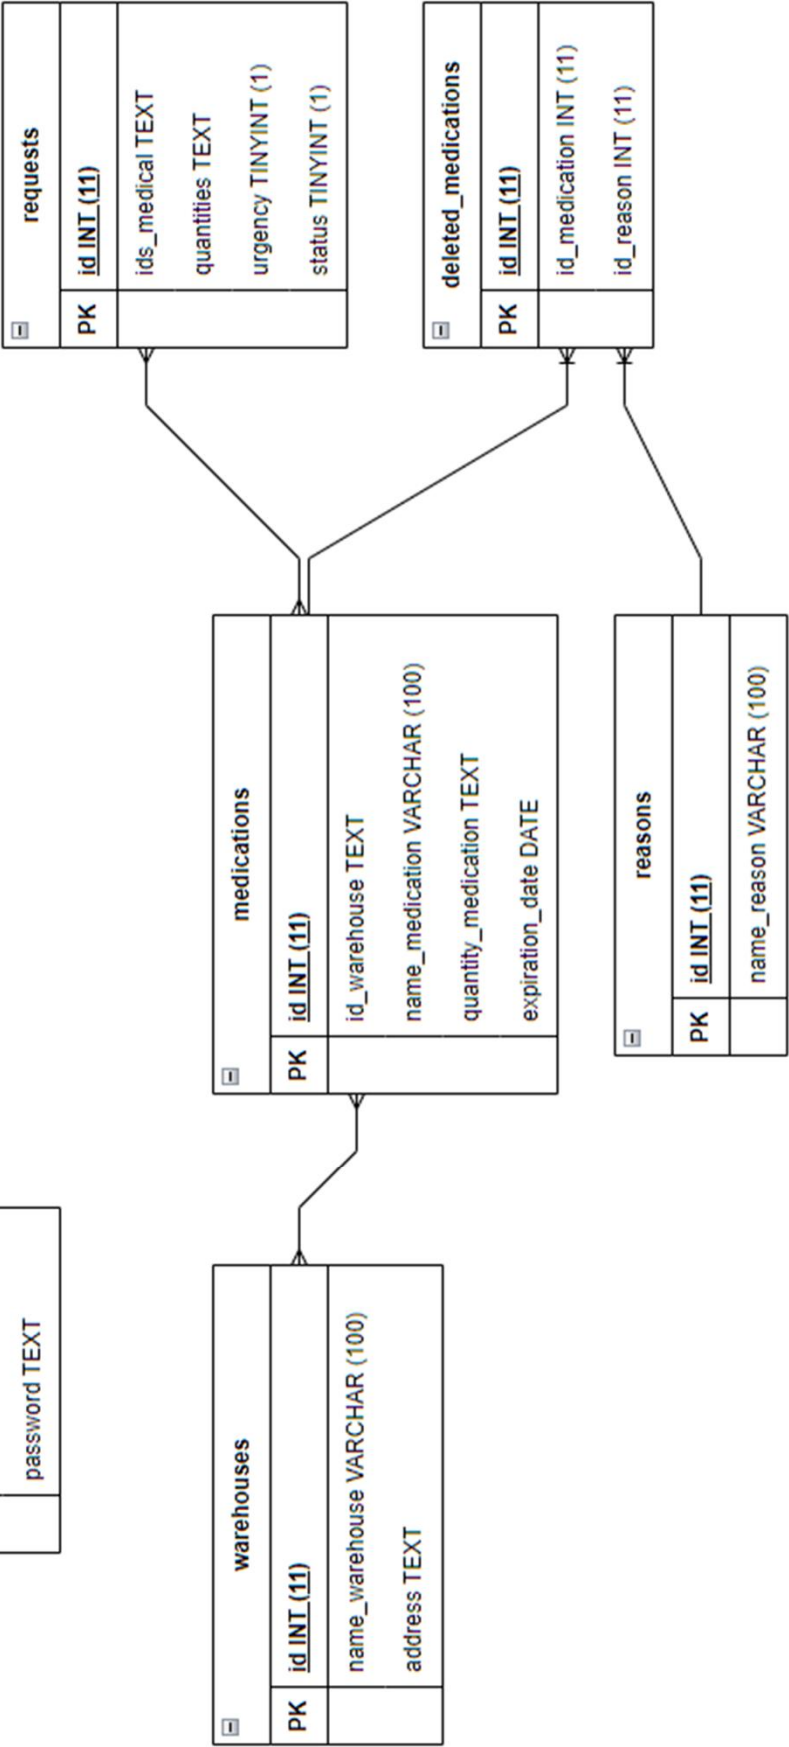 password TEXT
warehouses
PK id INT (11)
name_warehouse VARCHAR (100)
address TEXT
medications
PK id INT (11)
id_warehouse TEXT
name_medication VARCHAR (100)
quantity_medication TEXT
expiration_date DATE
requests
PK id INT (11)
ids_medical TEXT
quantities TEXT
urgency TINYINT (1)
status TINYINT (1)
reasons
PK id INT (11)
name_reason VARCHAR (100)
deleted_medications
PK id INT (11)
id_medication INT (11)
id_reason INT (11)